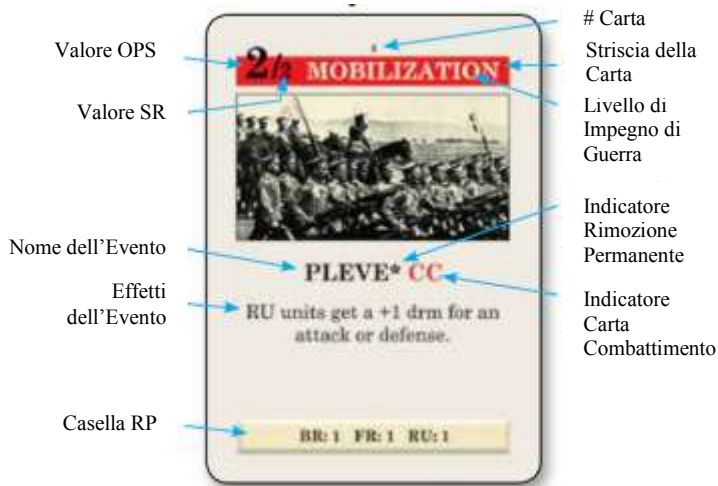 # Carta
Valore OPS
Striscia della
Carta
2/2 MOBILIZATION
Valore SR
Livello di
Impegno di
Guerra
Nome dell'Evento
PLEVE* CC
Indicatore
Rimozione
Permanente
Effetti
dell'Evento
RU units get a +1 drm for an
attack or defense.
Indicatore
Carta
Combattimento
Casella RP
BR: 1 FR: 1 RU: 1